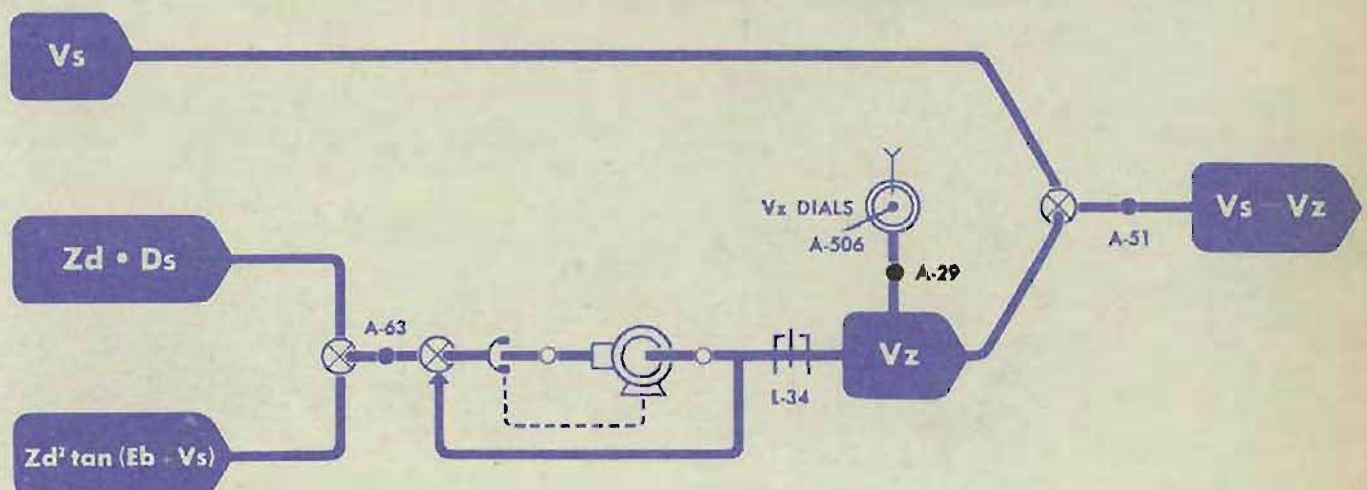 Vs
Vz DIALS
A-506
A-29
Vs - Vz
A-51
Zd • Ds
A-63
L-34
Vz
Zd² tan (Eb - Vs)